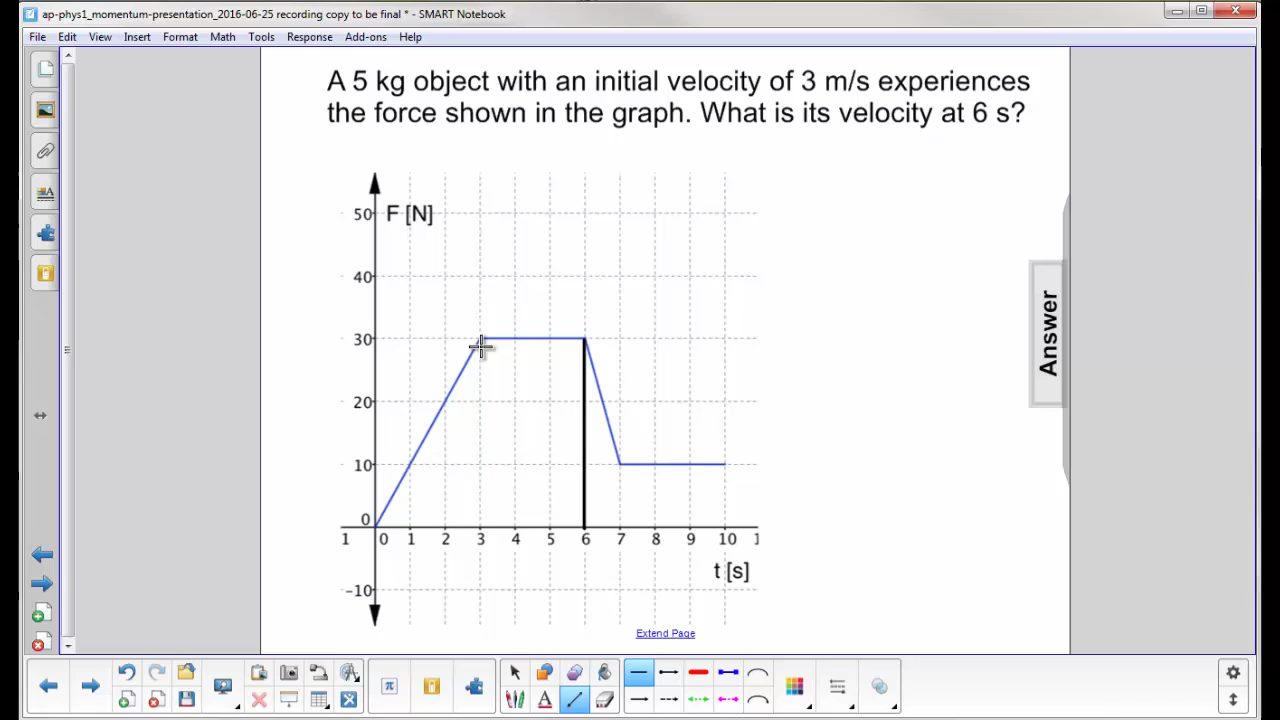 ap-phys1_momentum-presentation_2016-06-25 recording copy to be final * - SMART Notebook
File Edit View Insert Format Math Tools Response Add-ons Help
A 5 kg object with an initial velocity of 3 m/s experiences
the force shown in the graph. What is its velocity at 6 s?
50 F [N]
40
30
20
10
0
1 0 1 2 3 4 5 6 7 8 9 10 1
t [s]
-10
Answer
Extend Page
π
A